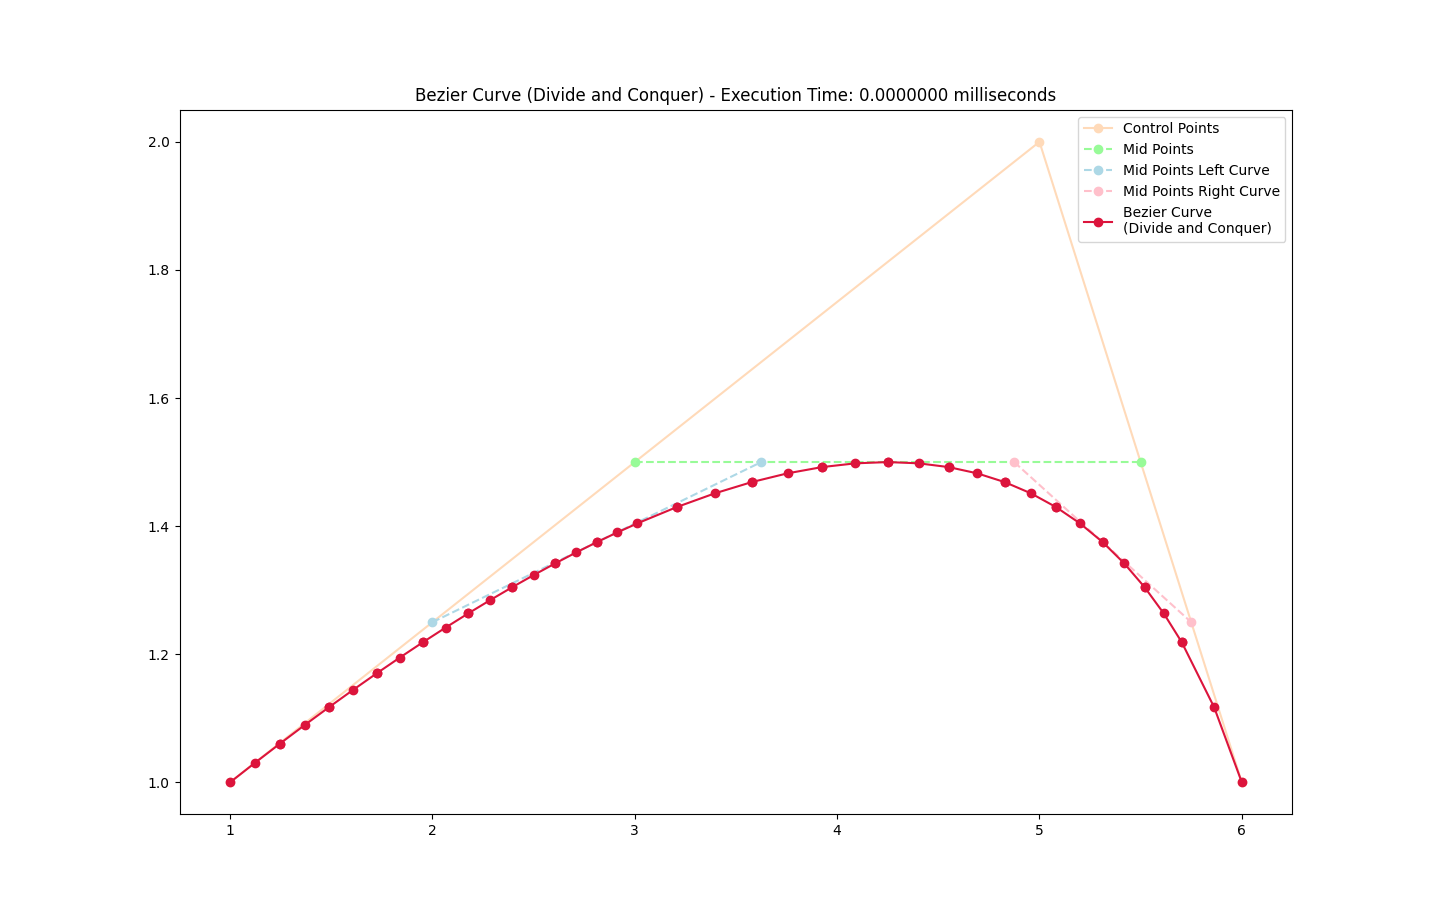 Bezier Curve (Divide and Conquer) - Execution Time: 0.0000000 milliseconds
Control Points
Mid Points
Mid Points Left Curve
Mid Points Right Curve
Bezier Curve
(Divide and Conquer)
2.0
1.8
1.6
1.4
1.2
1.0
1 2 3 4 5 6